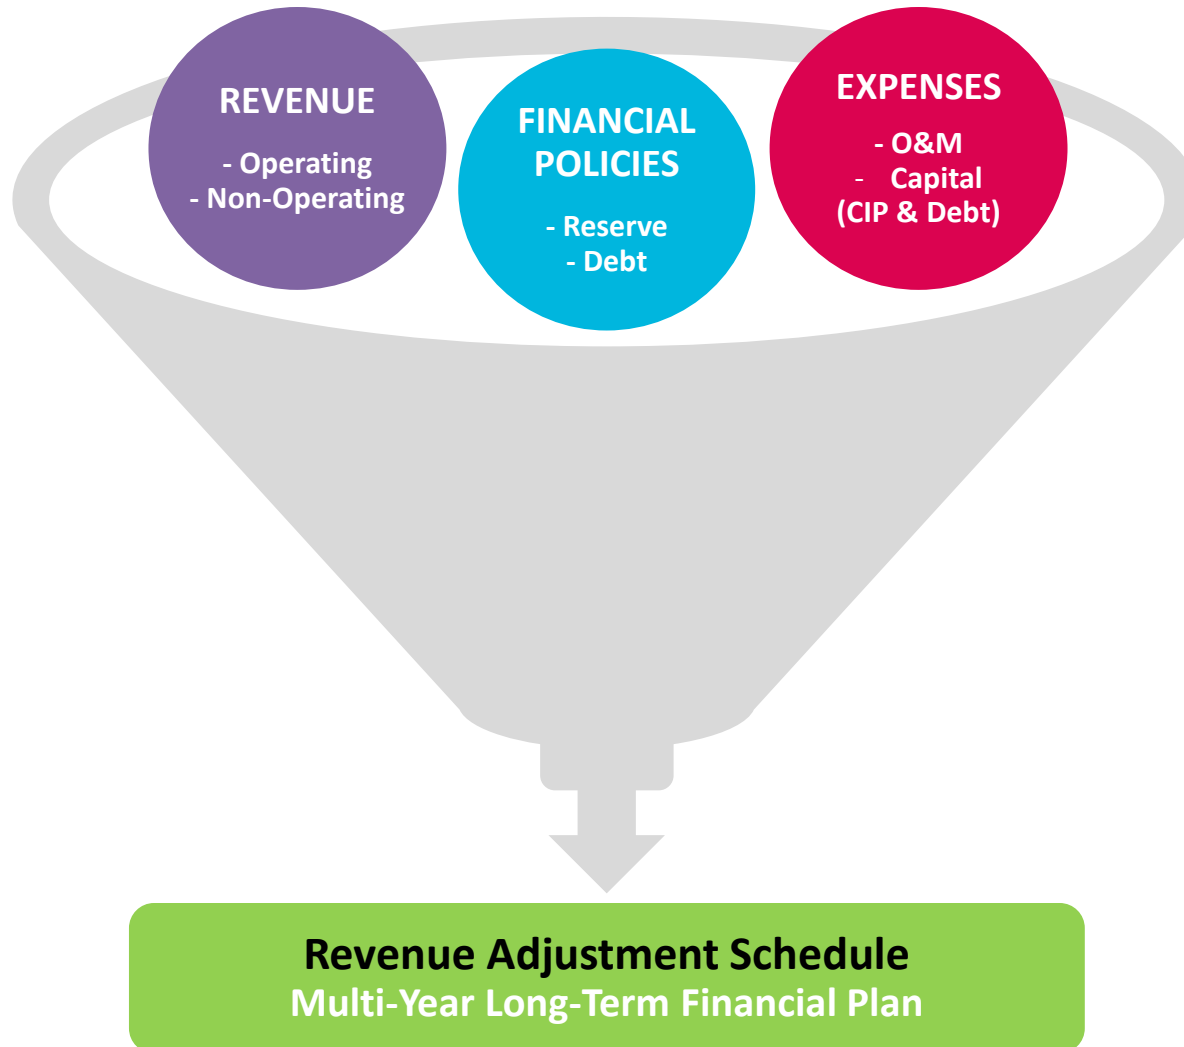 REVENUE
- Operating
- Non-Operating
FINANCIAL
POLICIES
- Reserve
- Debt
EXPENSES
- O&M
- Capital
(CIP & Debt)
Revenue Adjustment Schedule
Multi-Year Long-Term Financial Plan